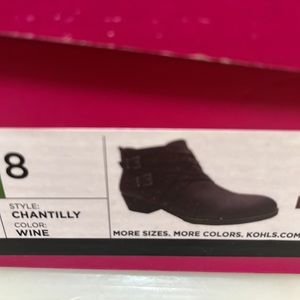 8
STYLE:
CHANTILLY
COLOR:
WINE
MORE SIZES. MORE COLORS. KOHLS.COM